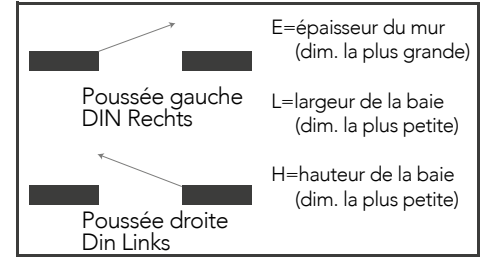 Poussée gauche
DIN Rechts
Poussée droite
Din Links
E=épaisseur du mur
(dim. la plus grande)
L=largeur de la baie
(dim. la plus petite)
H=hauteur de la baie
(dim. la plus petite)